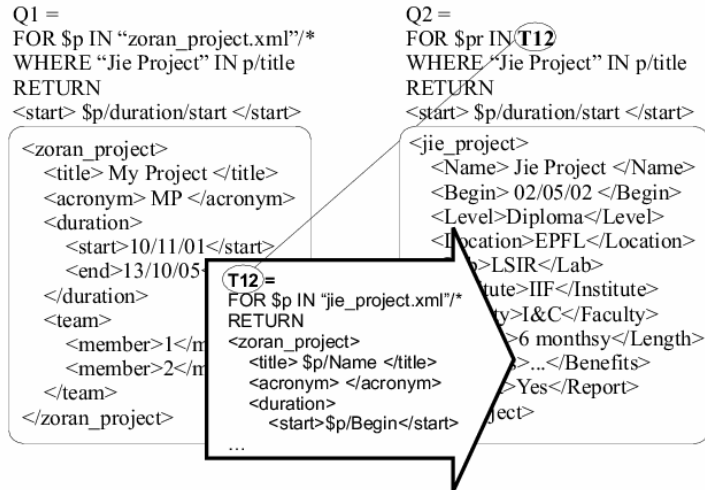 Q1 =
FOR $p IN “zoran_project.xml”/*
WHERE “Jie Project” IN p/title
RETURN
<start> $p/duration/start </start>
<zoran_project>
<title> My Project </title>
<acronym> MP </acronym>
<duration>
<start>10/11/01</start>
<end>13/10/05<
</duration>
<team>
<member>1</m
<member>2</m
</team>
</zoran_project>
T12 =
FOR $p IN “jie_project.xml”/*
RETURN
<zoran_project>
<title> $p/Name </title>
<acronym> </acronym>
<duration>
<start>$p/Begin</start>
...
Q2 =
FOR $pr IN T12
WHERE “Jie Project” IN p/title
RETURN
<start> $p/duration/start </start>
<jie_project>
<Name> Jie Project </Name>
<Begin> 02/05/02 </Begin>
<Level>Diploma</Level>
<Location>EPFL</Location>
>LSIR</Lab>
tute>IIF</Institute>
ty>I&C</Faculty>
>6 monthsy</Length>
>...</Benefits>
>Yes</Report>
ject>